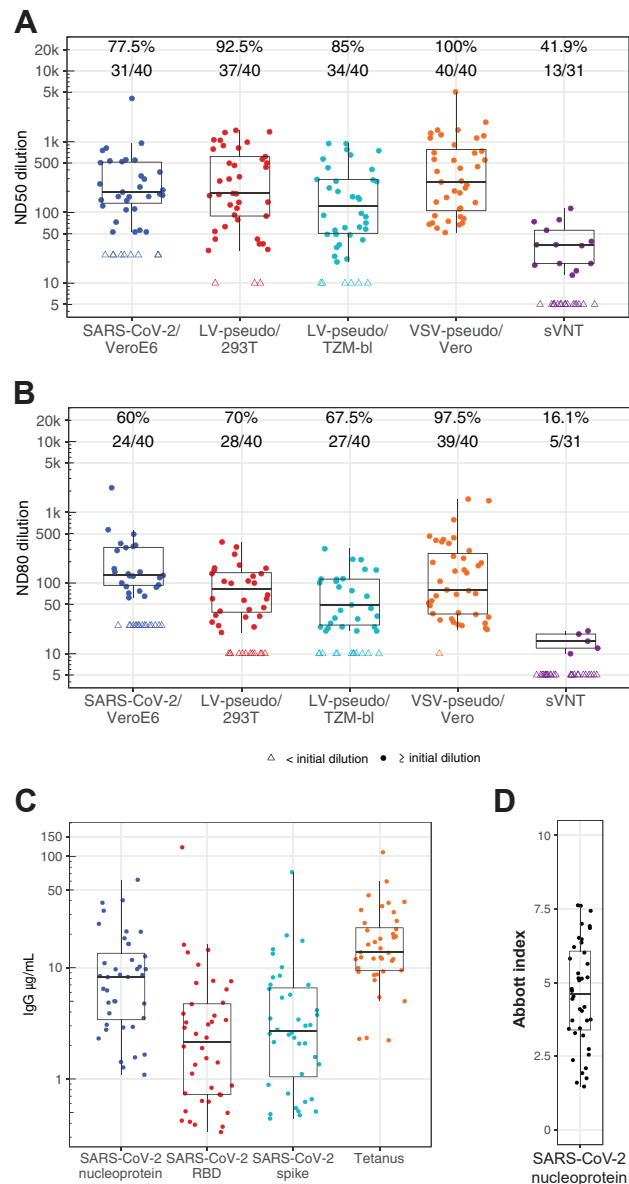 A
77.5% 92.5% 85% 100% 41.9%
31/40 37/40 34/40 40/40 13/31
20k
10k
5k
1k
500
100
50
10
5
ND50 dilution
SARS-CoV-2/ LV-pseudo/ LV-pseudo/ VSV-pseudo/ sVNT
VeroE6 293T TZM-bl Vero
B
60% 70% 67.5% 97.5% 16.1%
24/40 28/40 27/40 39/40 5/31
20k
10k
5k
1k
500
100
50
10
5
ND80 dilution
SARS-CoV-2/ LV-pseudo/ LV-pseudo/ VSV-pseudo/ sVNT
VeroE6 293T TZM-bl Vero
△ < initial dilution ● ≥ initial dilution
C
150
100
50
10
1
IgG µg/mL
SARS-CoV-2 SARS-CoV-2 SARS-CoV-2 Tetanus
nucleoprotein RBD spike
D
10
7.5
5
2.5
0
Abbott index
SARS-CoV-2
nucleoprotein